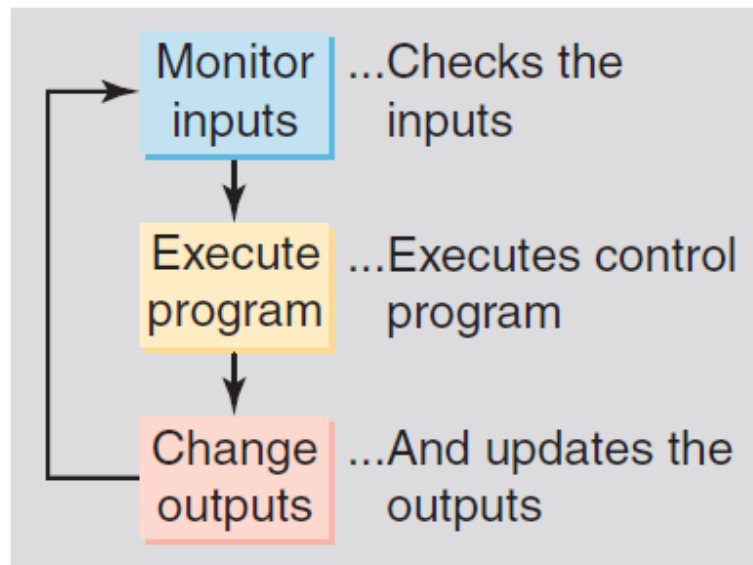 Monitor
inputs
...Checks the
inputs
Execute
program
...Executes control
program
Change
outputs
...And updates the
outputs